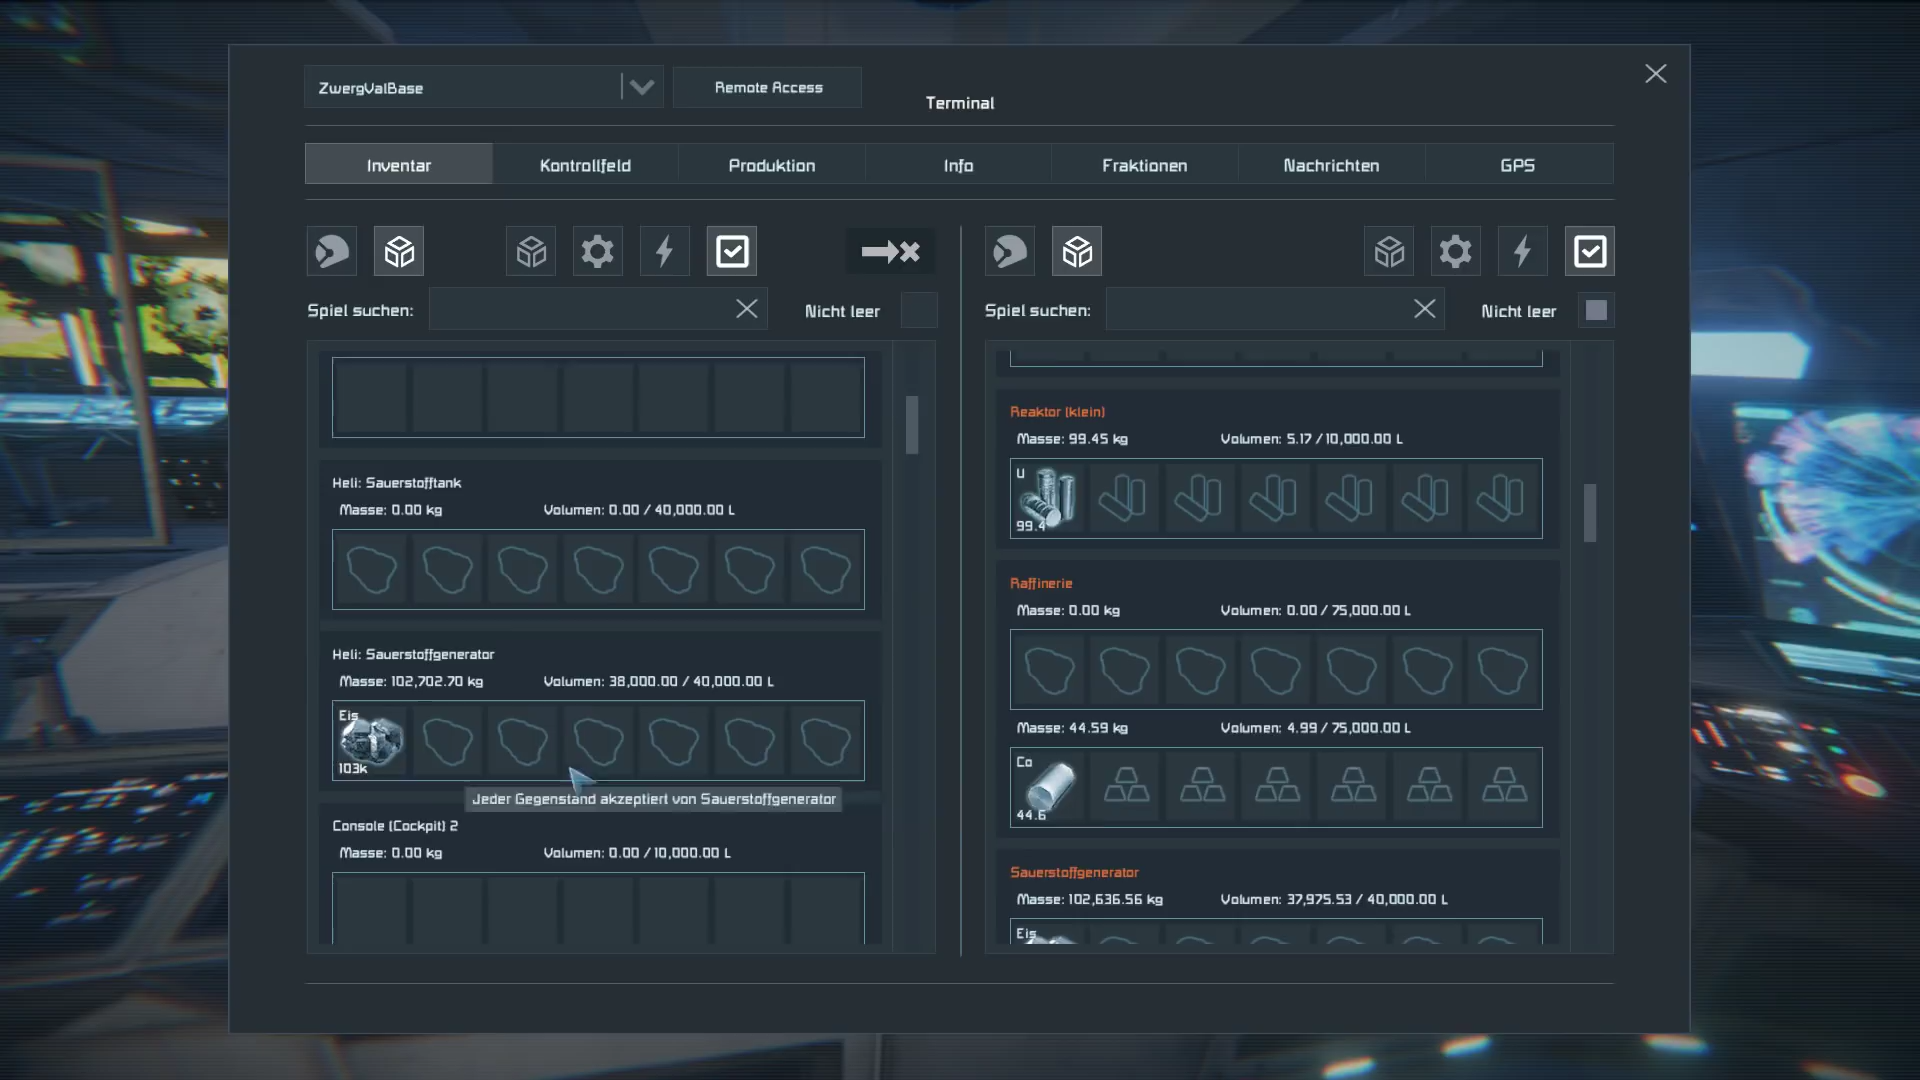 ZwergValBase
Remote Access
Terminal
Inventar
Kontrollfeld
Produktion
Info
Fraktionen
Nachrichten
GPS
Spiel suchen:
Nicht leer
Heli: Sauerstofftank
Masse: 0.00 kg
Volumen: 0.00 / 40,000.00 L
Heli: Sauerstoffgenerator
Masse: 102,702.70 kg
Volumen: 38,000.00 / 40,000.00 L
Eis
103k
Jeder Gegenstand akzeptiert von Sauerstoffgenerator
Console (Cockpit) 2
Masse: 0.00 kg
Volumen: 0.00 / 10,000.00 L
Spiel suchen:
Nicht leer
Reaktor (klein)
Masse: 99.45 kg
Volumen: 5.17 / 10,000.00 L
U
99.4
Raffinerie
Masse: 0.00 kg
Volumen: 0.00 / 75,000.00 L
Masse: 44.59 kg
Volumen: 4.99 / 75,000.00 L
Co
44.6
Sauerstoffgenerator
Masse: 102,636.56 kg
Volumen: 37,975.53 / 40,000.00 L
Eis